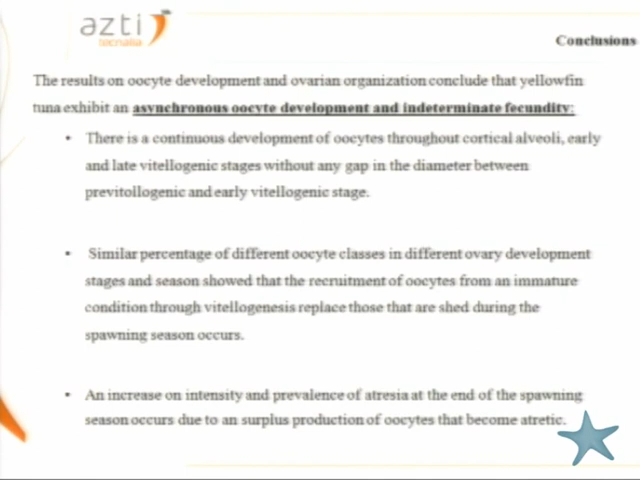 azti
tecnalia
Conclusions
The results on oocyte development and ovarian organization conclude that yellowfin
tuna exhibit an asynchronous oocyte development and indeterminate fecundity:
• There is a continuous development of oocytes throughout cortical alveoli, early
and late vitellogenic stages without any gap in the diameter between
previtollogenic and early vitellogenic stage.
• Similar percentage of different oocyte classes in different ovary development
stages and season showed that the recruitment of oocytes from an immature
condition through vitellogenesis replace those that are shed during the
spawning season occurs.
• An increase on intensity and prevalence of atresia at the end of the spawning
season occurs due to an surplus production of oocytes that become atretic.